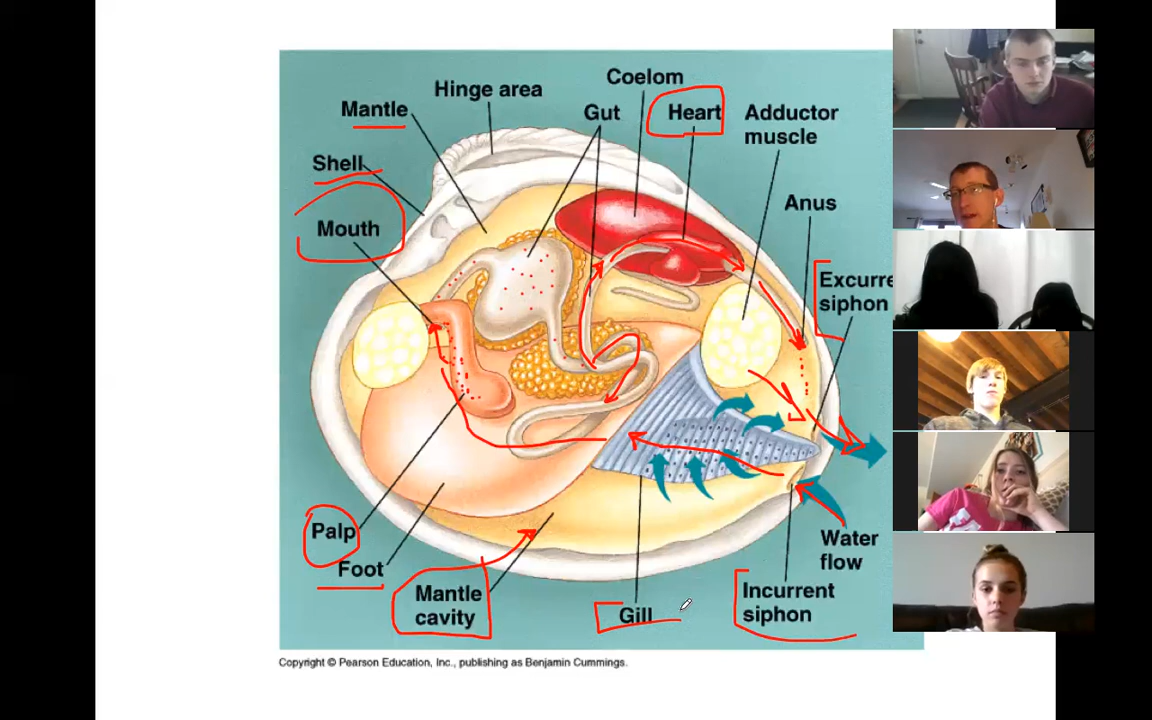 Coelom
Hinge area
Mantle
Gut
Heart
Adductor
muscle
Shell
Mouth
Anus
Excurre
siphon
Palp
Foot
Mantle
cavity
Gill
Incurrent
siphon
Water
flow
Copyright © Pearson Education, Inc., publishing as Benjamin Cummings.